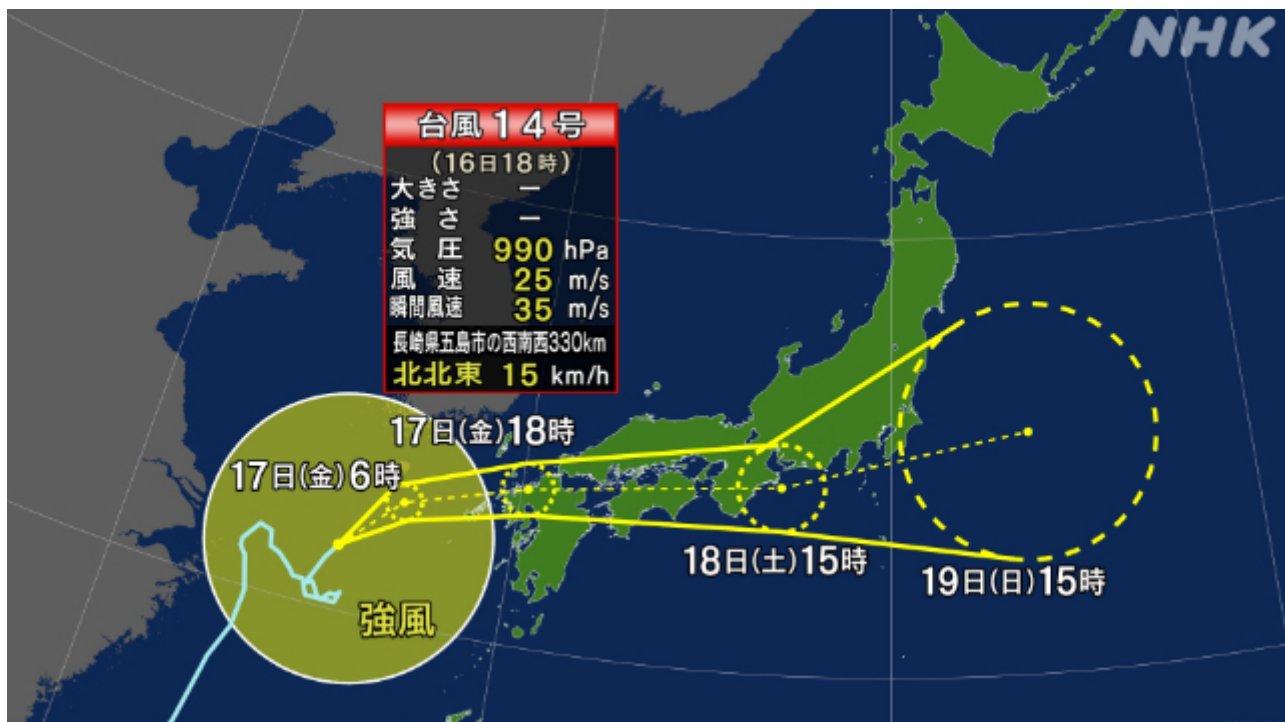 NHK
台風14号
(16日18時)
大きさ －
強さ －
気圧 990 hPa
風速 25 m/s
瞬間風速 35 m/s
長崎県五島市の西南西330km
北北東 15 km/h
17日(金)18時
17日(金)6時
18日(土)15時
19日(日)15時
強風